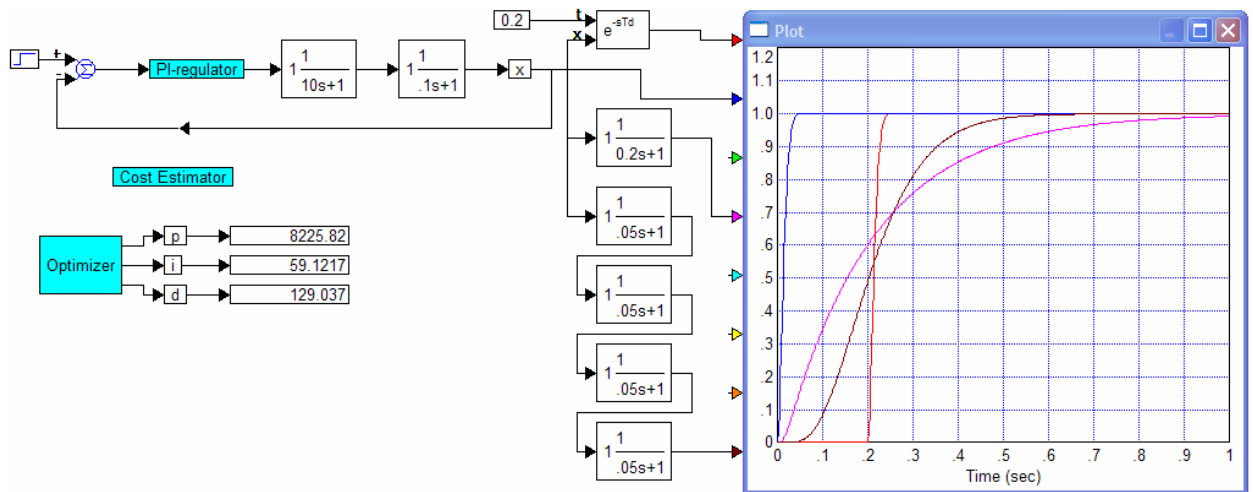 0.2
t
x
e^-sTd
+
-
Σ
PI-regulator
1 1 10s+1
1 1 .1s+1
x
1 1 0.2s+1
1 1 .05s+1
1 1 .05s+1
1 1 .05s+1
1 1 .05s+1
Cost Estimator
Optimizer
p 8225.82
i 59.1217
d 129.037
Plot
1.2
1.1
1.0
.9
.8
.7
.6
.5
.4
.3
.2
.1
0
0 .1 .2 .3 .4 .5 .6 .7 .8 .9 1
Time (sec)